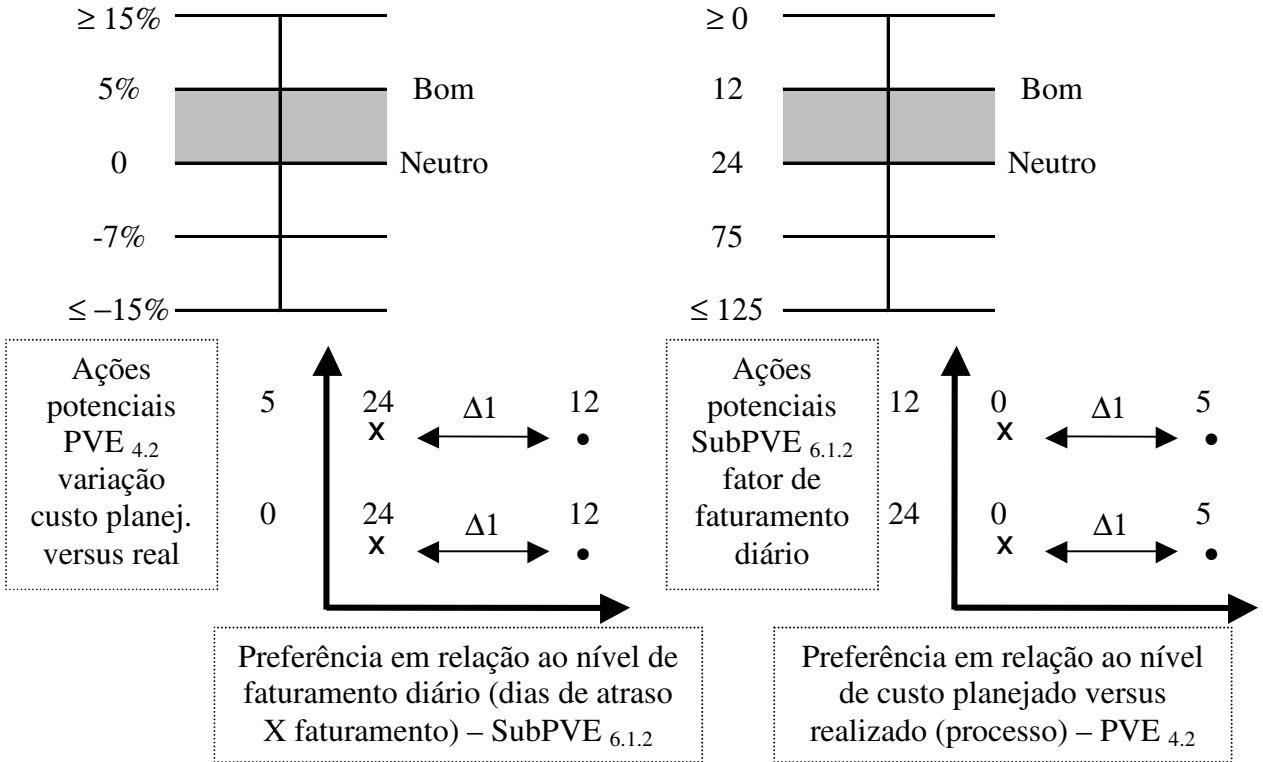 ≥ 15%
5%
Bom
0
Neutro
-7%
≤ –15%
≥ 0
12
Bom
24
Neutro
75
≤ 125
Ações
potenciais
PVE 4.2
variação
custo planej.
versus real
5 24 Δ1 12
x •
0 24 Δ1 12
x •
Preferência em relação ao nível de
faturamento diário (dias de atraso
X faturamento) – SubPVE 6.1.2
Ações
potenciais
SubPVE 6.1.2
fator de
faturamento
diário
12 0 Δ1 5
x •
24 0 Δ1 5
x •
Preferência em relação ao nível
de custo planejado versus
realizado (processo) – PVE 4.2